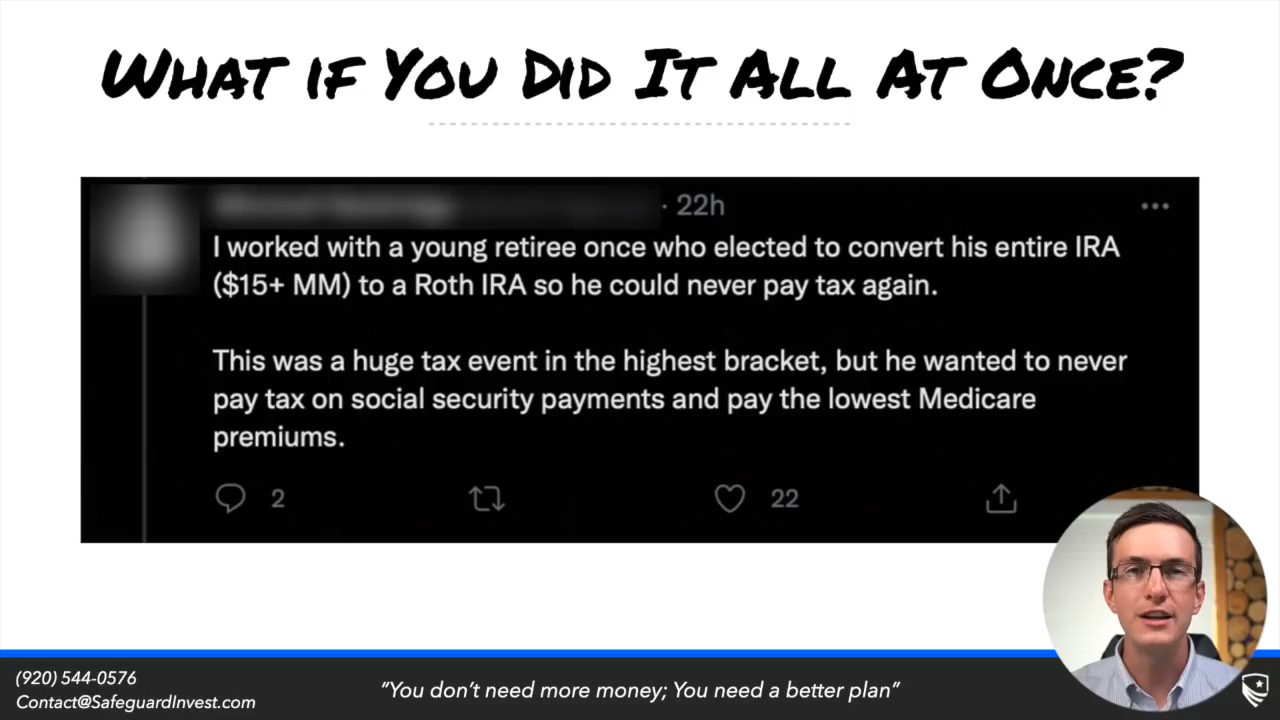 What if You Did It All At Once?
· 22h
I worked with a young retiree once who elected to convert his entire IRA
($15+ MM) to a Roth IRA so he could never pay tax again.
This was a huge tax event in the highest bracket, but he wanted to never
pay tax on social security payments and pay the lowest Medicare
premiums.
2
22
(920) 544-0576
Contact@SafeguardInvest.com
“You don’t need more money; You need a better plan”